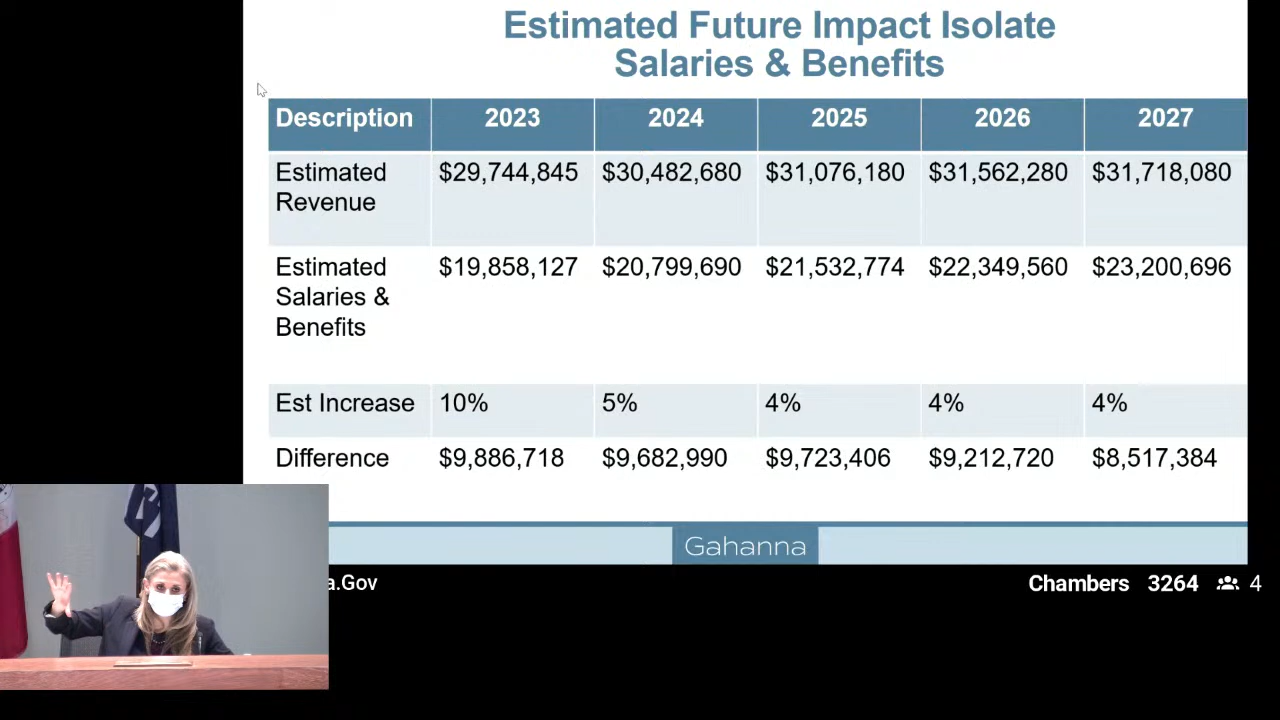 Estimated Future Impact Isolate
Salaries & Benefits
Description 2023 2024 2025 2026 2027
Estimated Revenue $29,744,845 $30,482,680 $31,076,180 $31,562,280 $31,718,080
Estimated Salaries & Benefits $19,858,127 $20,799,690 $21,532,774 $22,349,560 $23,200,696
Est Increase 10% 5% 4% 4% 4%
Difference $9,886,718 $9,682,990 $9,723,406 $9,212,720 $8,517,384
Gahanna
a.Gov
Chambers 3264 4